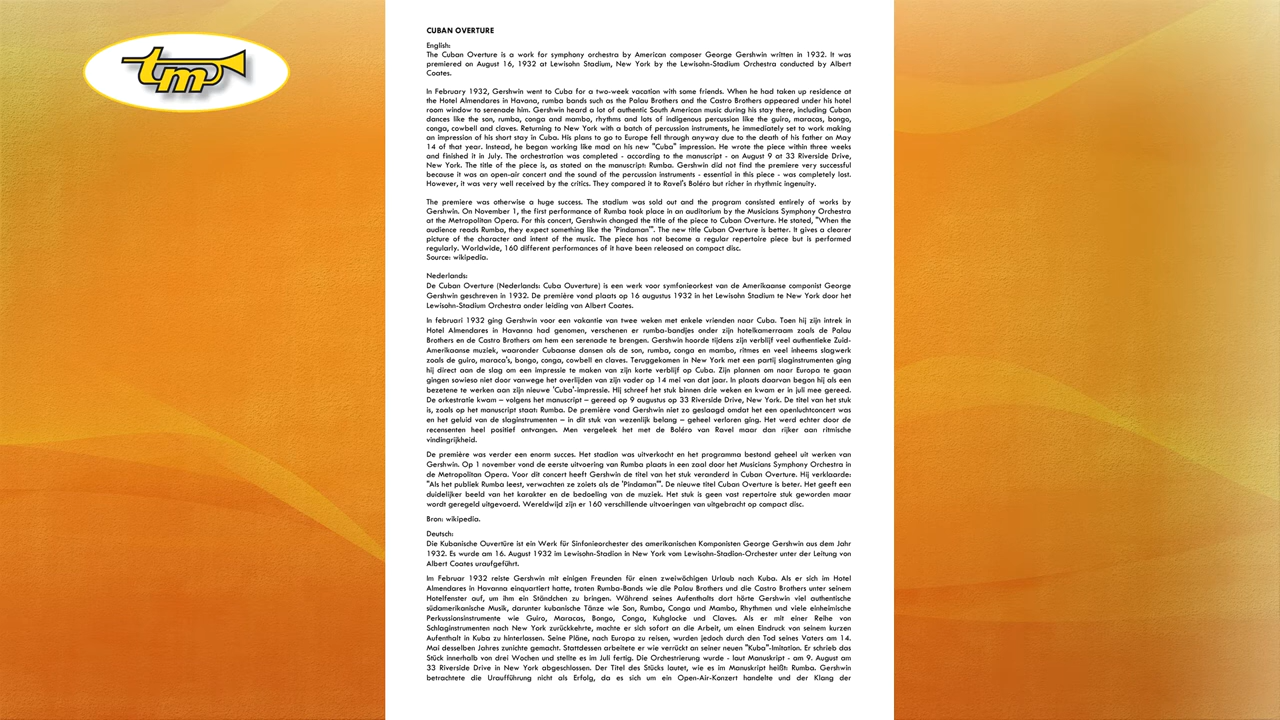 tm
CUBAN OVERTURE
English:
The Cuban Overture is a work for symphony orchestra by American composer George Gershwin written in 1932. It was
premiered on August 16, 1932 at Lewisohn Stadium, New York by the Lewisohn-Stadium Orchestra conducted by Albert
Coates.
In February 1932, Gershwin went to Cuba for a two-week vacation with some friends. When he had taken up residence at
the Hotel Almendares in Havana, rumba bands such as the Palau Brothers and the Castro Brothers appeared under his hotel
room window to serenade him. Gershwin heard a lot of authentic South American music during his stay there, including Cuban
dances like the son, rumba, conga and mambo, rhythms and lots of indigenous percussion like the guiro, maracas, bongo,
conga, cowbell and claves. Returning to New York with a batch of percussion instruments, he immediately set to work making
an impression of his short stay in Cuba. His plans to go to Europe fell through anyway due to the death of his father on May
14 of that year. Instead, he began working like mad on his new "Cuba" impression. He wrote the piece within three weeks
and finished it in July. The orchestration was completed - according to the manuscript - on August 9 at 33 Riverside Drive,
New York. The title of the piece is, as stated on the manuscript: Rumba. Gershwin did not find the premiere very successful
because it was an open-air concert and the sound of the percussion instruments - essential in this piece - was completely lost.
However, it was very well received by the critics. They compared it to Ravel's Boléro but richer in rhythmic ingenuity.
The premiere was otherwise a huge success. The stadium was sold out and the program consisted entirely of works by
Gershwin. On November 1, the first performance of Rumba took place in an auditorium by the Musicians Symphony Orchestra
at the Metropolitan Opera. For this concert, Gershwin changed the title of the piece to Cuban Overture. He stated, "When the
audience reads Rumba, they expect something like the 'Pindaman'". The new title Cuban Overture is better. It gives a clearer
picture of the character and intent of the music. The piece has not become a regular repertoire piece but is performed
regularly. Worldwide, 160 different performances of it have been released on compact disc.
Source: wikipedia.
Nederlands:
De Cuban Overture (Nederlands: Cuba Ouverture) is een werk voor symfonieorkest van de Amerikaanse componist George
Gershwin geschreven in 1932. De première vond plaats op 16 augustus 1932 in het Lewisohn Stadium te New York door het
Lewisohn-Stadium Orchestra onder leiding van Albert Coates.
In februari 1932 ging Gershwin voor een vakantie van twee weken met enkele vrienden naar Cuba. Toen hij zijn intrek in
Hotel Almendares in Havanna had genomen, verschenen er rumba-bandjes onder zijn hotelkamerraam zoals de Palau
Brothers en de Castro Brothers om hem een serenade te brengen. Gershwin hoorde tijdens zijn verblijf veel authentieke Zuid-
Amerikaanse muziek, waaronder Cubaanse dansen als de son, rumba, conga en mambo, ritmes en veel inheems slagwerk
zoals de guiro, maraca's, bongo, conga, cowbell en claves. Teruggekomen in New York met een partij slaginstrumenten ging
hij direct aan de slag om een impressie te maken van zijn korte verblijf op Cuba. Zijn plannen om naar Europa te gaan
gingen sowieso niet door vanwege het overlijden van zijn vader op 14 mei van dat jaar. In plaats daarvan begon hij als een
bezetene te werken aan zijn nieuwe 'Cuba'-impressie. Hij schreef het stuk binnen drie weken en kwam er in juli mee gereed.
De orkestratie kwam – volgens het manuscript – gereed op 9 augustus op 33 Riverside Drive, New York. De titel van het stuk
is, zoals op het manuscript staat: Rumba. De première vond Gershwin niet zo geslaagd omdat het een openluchtconcert was
en het geluid van de slaginstrumenten – in dit stuk van wezenlijk belang – geheel verloren ging. Het werd echter door de
recensenten heel positief ontvangen. Men vergeleek het met de Boléro van Ravel maar dan rijker aan ritmische
vindingrijkheid.
De première was verder een enorm succes. Het stadion was uitverkocht en het programma bestond geheel uit werken van
Gershwin. Op 1 november vond de eerste uitvoering van Rumba plaats in een zaal door het Musicians Symphony Orchestra in
de Metropolitan Opera. Voor dit concert heeft Gershwin de titel van het stuk veranderd in Cuban Overture. Hij verklaarde:
"Als het publiek Rumba leest, verwachten ze zoiets als de 'Pindaman'". De nieuwe titel Cuban Overture is beter. Het geeft een
duidelijker beeld van het karakter en de bedoeling van de muziek. Het stuk is geen vast repertoire stuk geworden maar
wordt geregeld uitgevoerd. Wereldwijd zijn er 160 verschillende uitvoeringen van uitgebracht op compact disc.
Bron: wikipedia.
Deutsch:
Die Kubanische Ouvertüre ist ein Werk für Sinfonieorchester des amerikanischen Komponisten George Gershwin aus dem Jahr
1932. Es wurde am 16. August 1932 im Lewisohn-Stadion in New York vom Lewisohn-Stadion-Orchester unter der Leitung von
Albert Coates uraufgeführt.
Im Februar 1932 reiste Gershwin mit einigen Freunden für einen zweiwöchigen Urlaub nach Kuba. Als er sich im Hotel
Almendares in Havanna einquartiert hatte, traten Rumba-Bands wie die Palau Brothers und die Castro Brothers unter seinem
Hotelfenster auf, um ihm ein Ständchen zu bringen. Während seines Aufenthalts dort hörte Gershwin viel authentische
südamerikanische Musik, darunter kubanische Tänze wie Son, Rumba, Conga und Mambo, Rhythmen und viele einheimische
Perkussionsinstrumente wie Guiro, Maracas, Bongo, Conga, Kuhglocke und Claves. Als er mit einer Reihe von
Schlaginstrumenten nach New York zurückkehrte, machte er sich sofort an die Arbeit, um einen Eindruck von seinem kurzen
Aufenthalt in Kuba zu hinterlassen. Seine Pläne, nach Europa zu reisen, wurden jedoch durch den Tod seines Vaters am 14.
Mai desselben Jahres zunichte gemacht. Stattdessen arbeitete er wie verrückt an seiner neuen "Kuba"-Imitation. Er schrieb das
Stück innerhalb von drei Wochen und stellte es im Juli fertig. Die Orchestrierung wurde - laut Manuskript - am 9. August am
33 Riverside Drive in New York abgeschlossen. Der Titel des Stücks lautet, wie es im Manuskript heißt: Rumba. Gershwin
betrachtete die Uraufführung nicht als Erfolg, da es sich um ein Open-Air-Konzert handelte und der Klang der